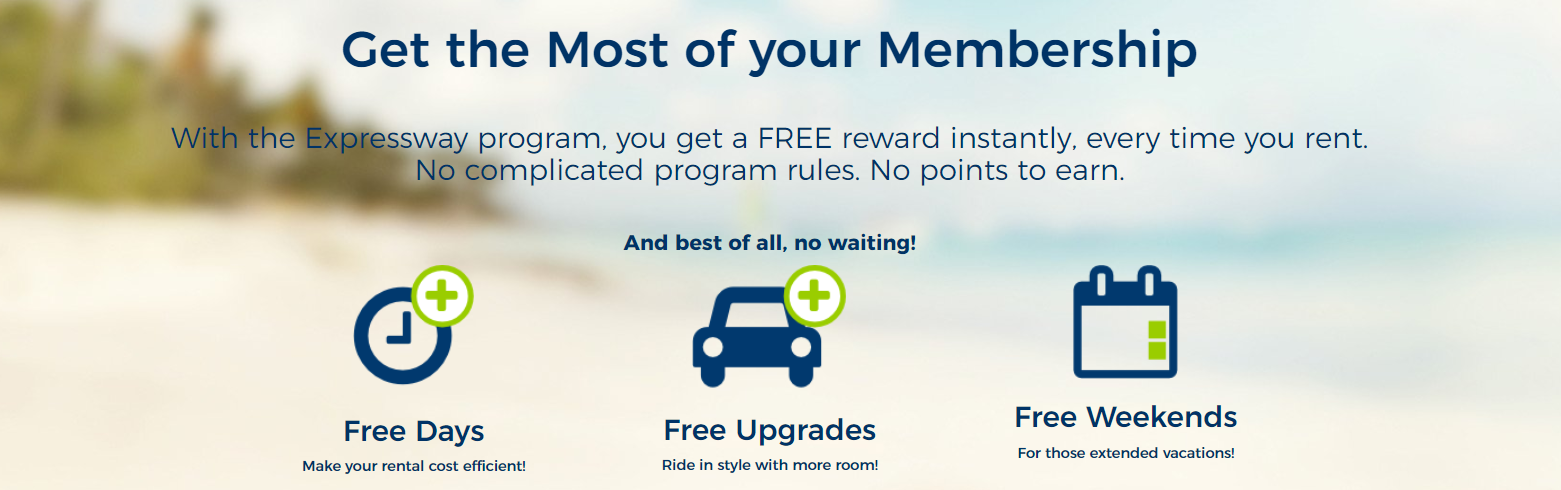 Get the Most of your Membership
With the Expressway program, you get a FREE reward instantly, every time you rent.
No complicated program rules. No points to earn.
And best of all, no waiting!
Free Days
Make your rental cost efficient!
Free Upgrades
Ride in style with more room!
Free Weekends
For those extended vacations!